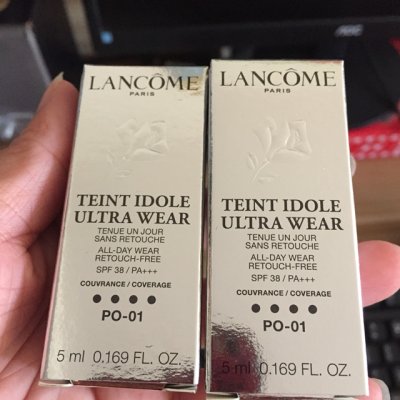 LANCÔME
PARIS
TEINT IDOLE
ULTRA WEAR
TENUE UN JOUR
SANS RETOUCHE
ALL-DAY WEAR
RETOUCH-FREE
SPF 38 / PA+++
COUVRANCE / COVERAGE
PO-01
5 ml 0.169 FL. OZ.
LANCÔME
PARIS
TEINT IDOLE
ULTRA WEAR
TENUE UN JOUR
SANS RETOUCHE
ALL-DAY WEAR
RETOUCH-FREE
SPF 38 / PA+++
COUVRANCE / COVERAGE
PO-01
5 ml 0.169 FL. OZ.